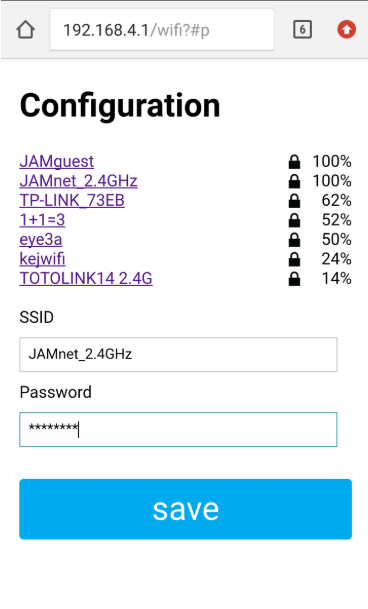 192.168.4.1/wifi?#p 6
Configuration
JAMguest 100%
JAMnet_2.4GHz 100%
TP-LINK_73EB 62%
1+1=3 52%
eye3a 50%
kejwifi 24%
TOTOLINK14 2.4G 14%
SSID
JAMnet_2.4GHz
Password
********
save